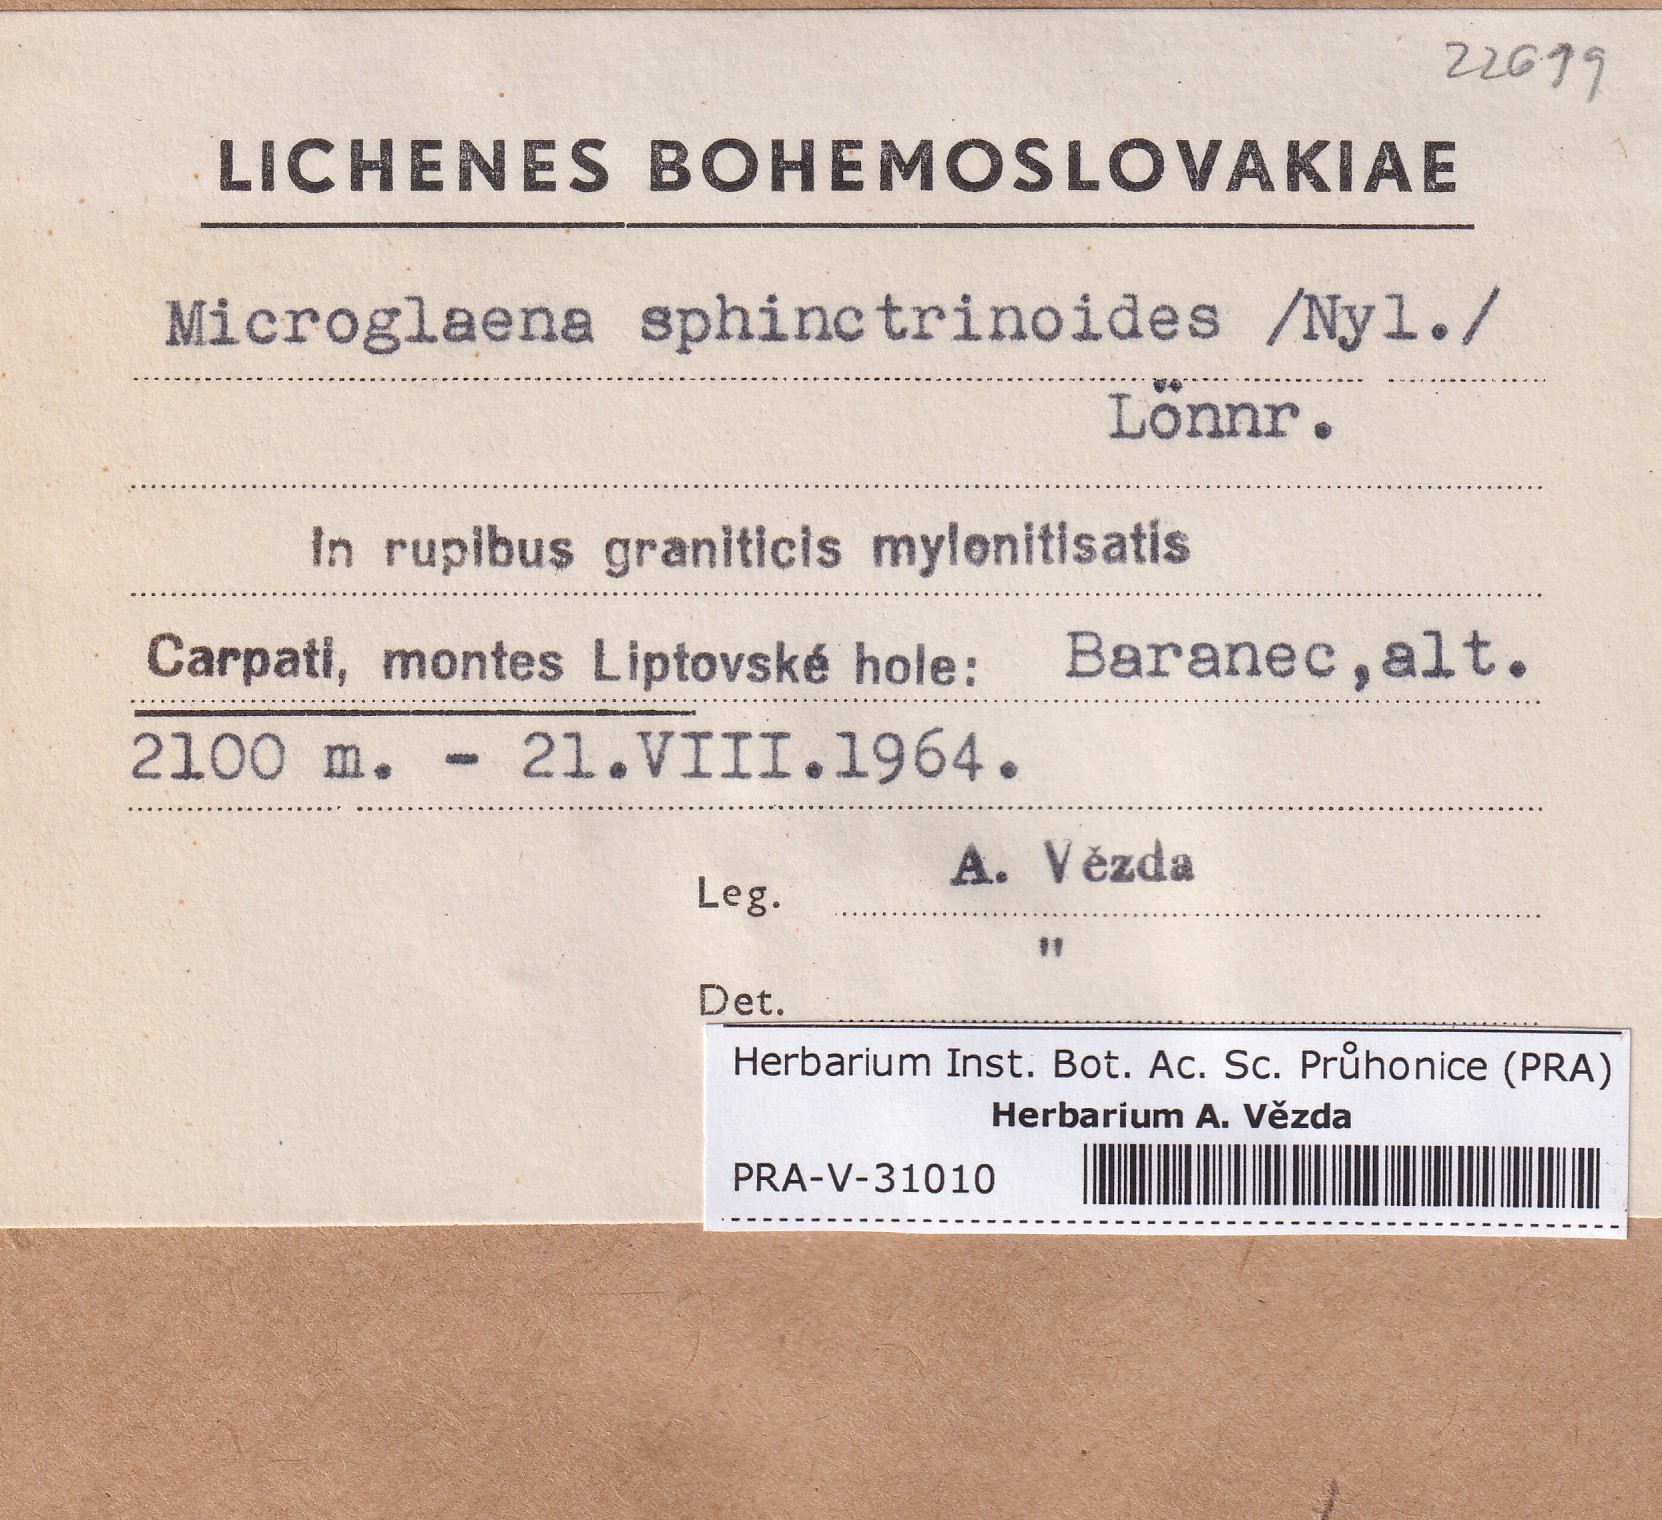 22699
LICHENES BOHEMOSLOVAKIAE
Microglaena sphinctrinoides /Nyl./
Lönnr.
In rupibus graniticis mylonitisatis
Carpati, montes Liptovské hole: Baranec,alt.
2100 m. - 21.VIII.1964.
Leg. A. Vězda
Det. "
Herbarium Inst. Bot. Ac. Sc. Průhonice (PRA)
Herbarium A. Vězda
PRA-V-31010